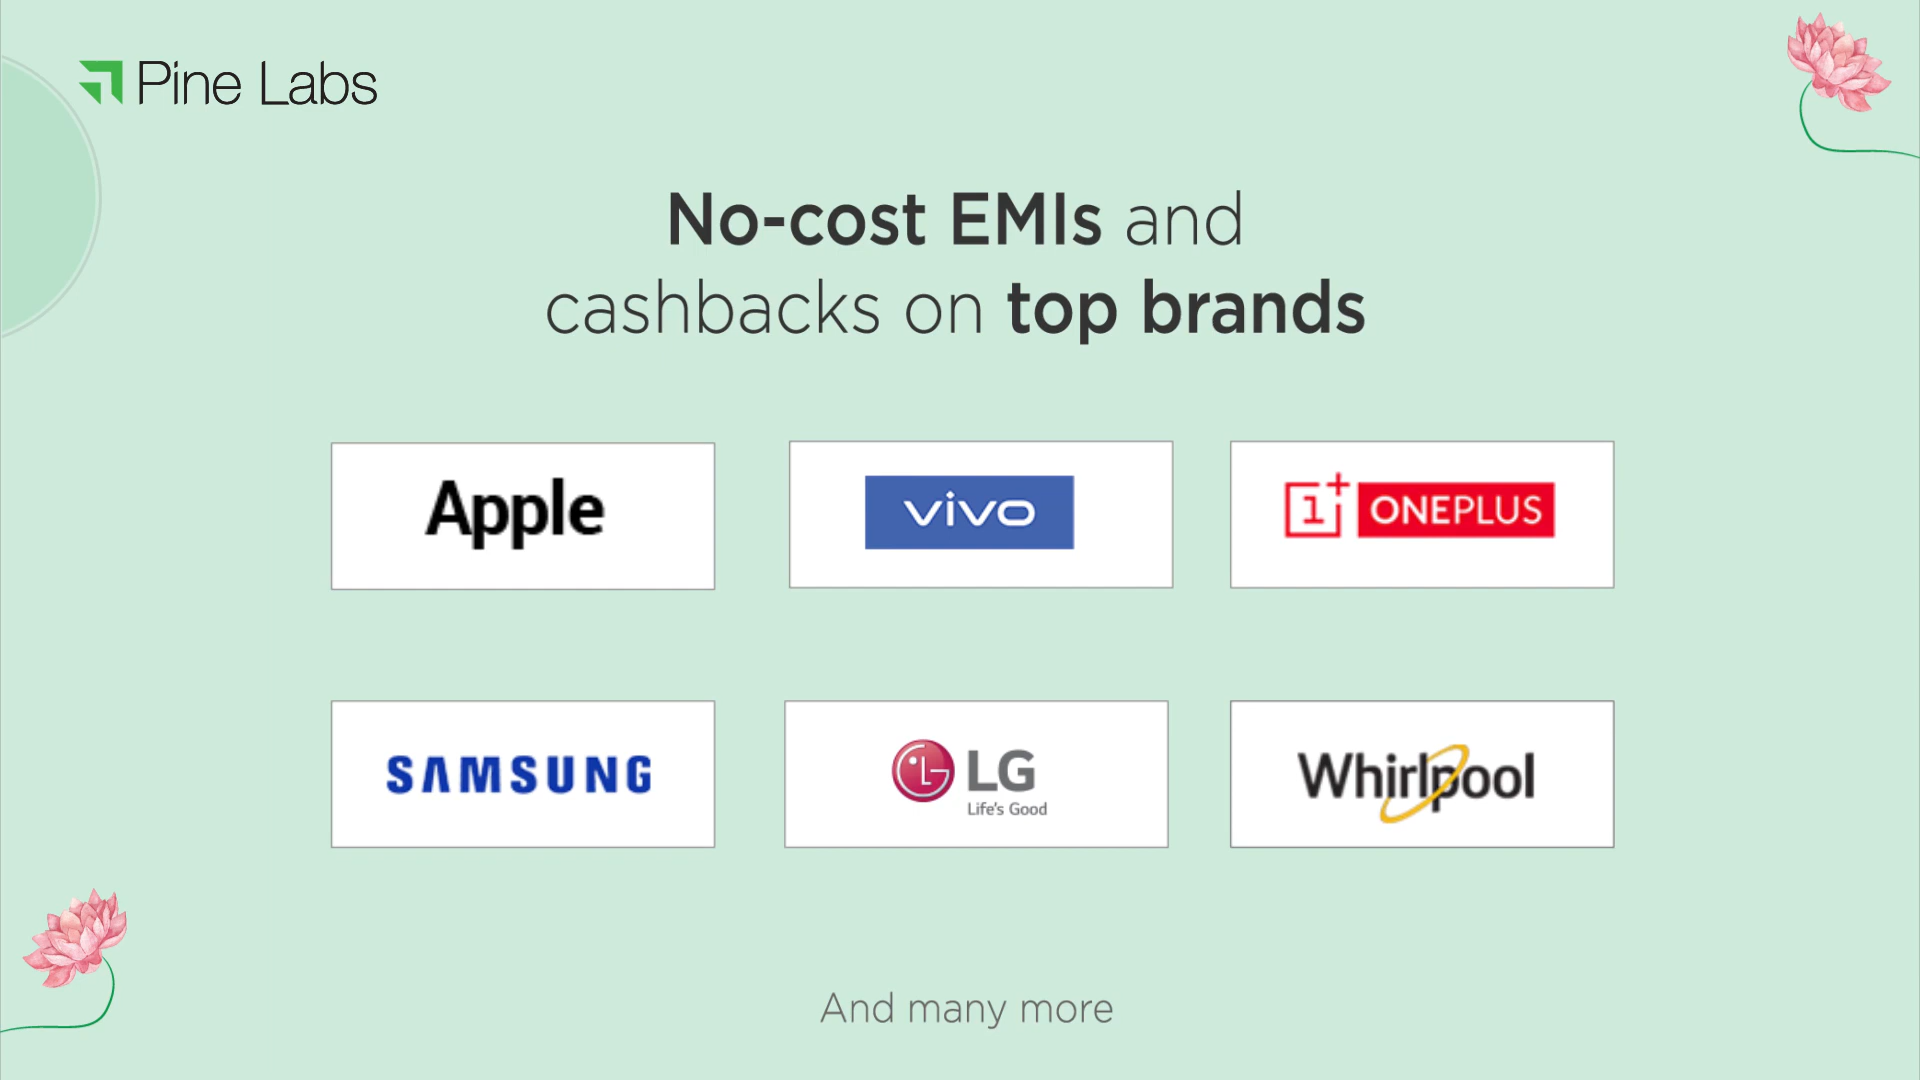 Pine Labs
No-cost EMIs and
cashbacks on top brands
Apple
vivo
1+ ONEPLUS
SAMSUNG
LG
Life's Good
Whirlpool
And many more